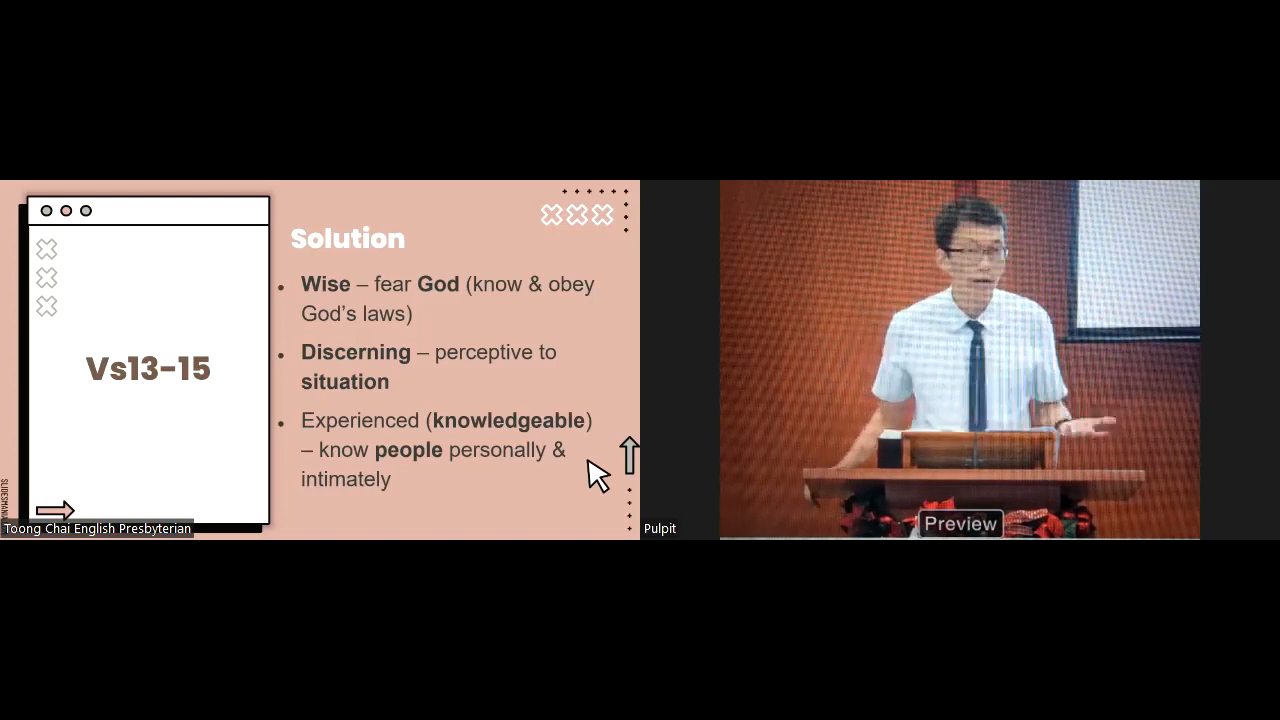 Solution
Wise – fear God (know & obey
God's laws)
Discerning – perceptive to
situation
Experienced (knowledgeable)
– know people personally &
intimately
Vs13-15
SLIDESMANIA
Toong Chai English Presbyterian
Pulpit
Preview